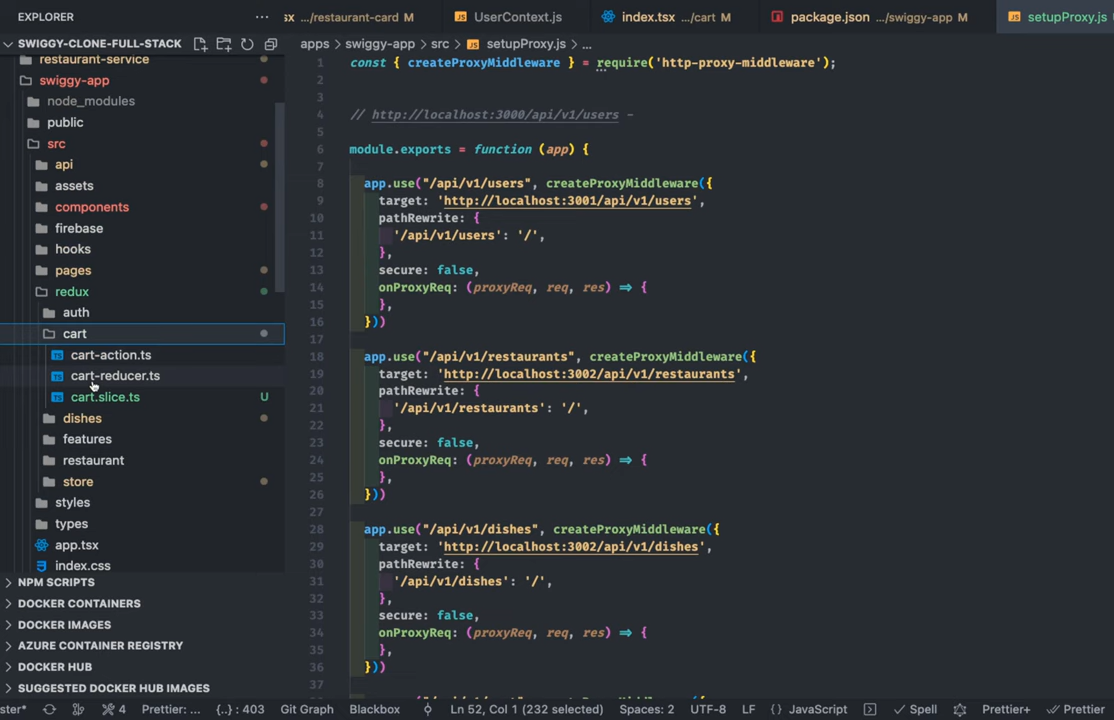 EXPLORER
SWIGGY-CLONE-FULL-STACK
restaurant-service
swiggy-app
node_modules
public
src
api
assets
components
firebase
hooks
pages
redux
auth
cart
cart-action.ts
cart-reducer.ts
cart.slice.ts U
dishes
features
restaurant
store
styles
types
app.tsx
index.css
NPM SCRIPTS
DOCKER CONTAINERS
DOCKER IMAGES
AZURE CONTAINER REGISTRY
DOCKER HUB
SUGGESTED DOCKER HUB IMAGES
.../restaurant-card M UserContext.js index.tsx .../cart M package.json .../swiggy-app M setupProxy.js
apps > swiggy-app > src > setupProxy.js > ...
1 const { createProxyMiddleware } = require('http-proxy-middleware');
2
3
4 // http://localhost:3000/api/v1/users -
5
6 module.exports = function (app) {
7
8 app.use("/api/v1/users", createProxyMiddleware({
9 target: 'http://localhost:3001/api/v1/users',
10 pathRewrite: {
11 '/api/v1/users': '/',
12 },
13 secure: false,
14 onProxyReq: (proxyReq, req, res) => {
15 },
16 }))
17
18 app.use("/api/v1/restaurants", createProxyMiddleware({
19 target: 'http://localhost:3002/api/v1/restaurants',
20 pathRewrite: {
21 '/api/v1/restaurants': '/',
22 },
23 secure: false,
24 onProxyReq: (proxyReq, req, res) => {
25 },
26 }))
27
28 app.use("/api/v1/dishes", createProxyMiddleware({
29 target: 'http://localhost:3002/api/v1/dishes',
30 pathRewrite: {
31 '/api/v1/dishes': '/',
32 },
33 secure: false,
34 onProxyReq: (proxyReq, req, res) => {
35 },
36 }))
37
ster* 4 Prettier: ... {..} : 403 Git Graph Blackbox Ln 52, Col 1 (232 selected) Spaces: 2 UTF-8 LF {} JavaScript Spell Prettier+ Prettier